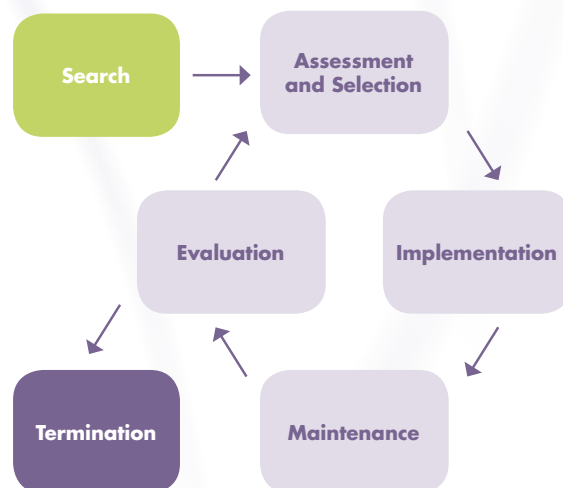 Search
Assessment
and Selection
Evaluation
Implementation
Termination
Maintenance